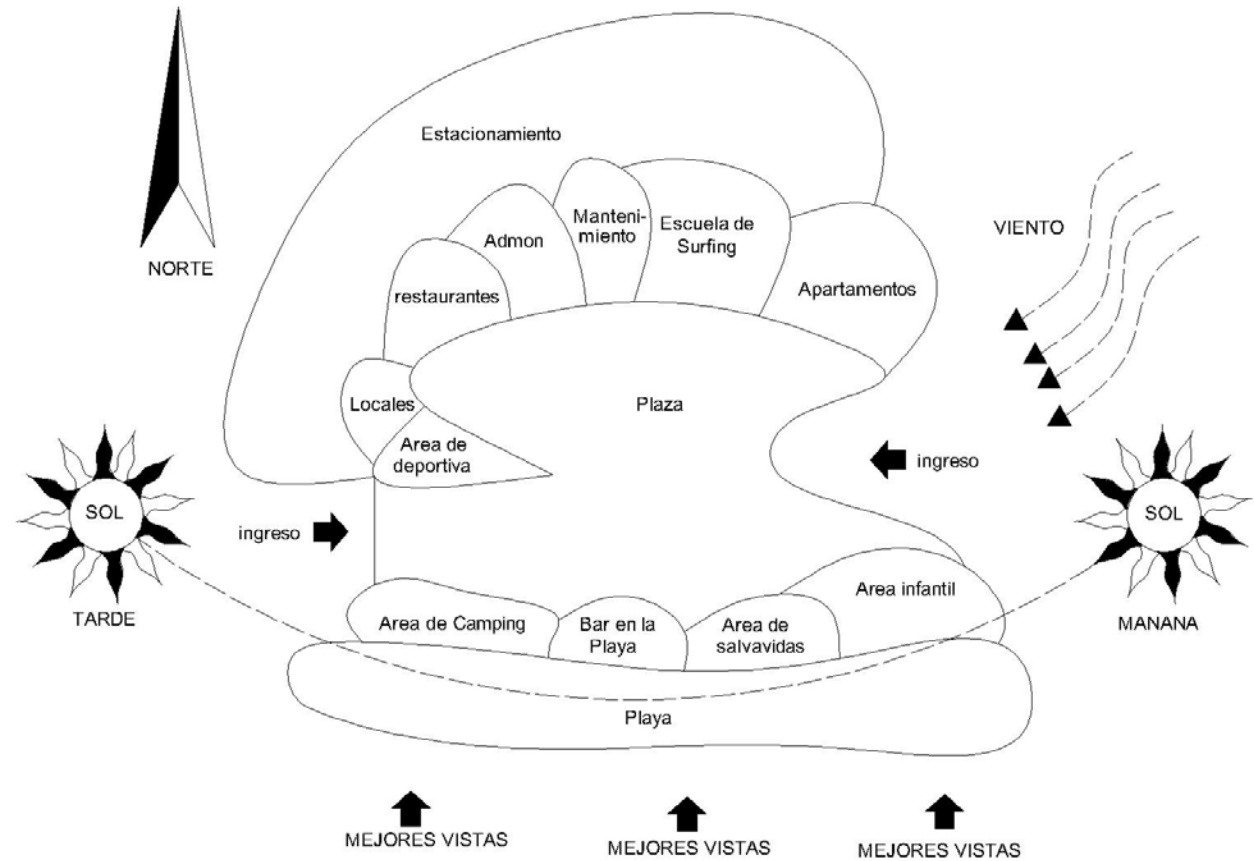 Estacionamiento
Manteni-
miento
Escuela de
Surfing
Admon
VIENTO
NORTE
restaurantes
Apartamentos
Locales
Plaza
Area de
deportiva
ingreso
SOL
SOL
ingreso
TARDE
MANANA
Area infantil
Area de Camping
Bar en la
Playa
Area de
salvavidas
Playa
MEJORES VISTAS
MEJORES VISTAS
MEJORES VISTAS